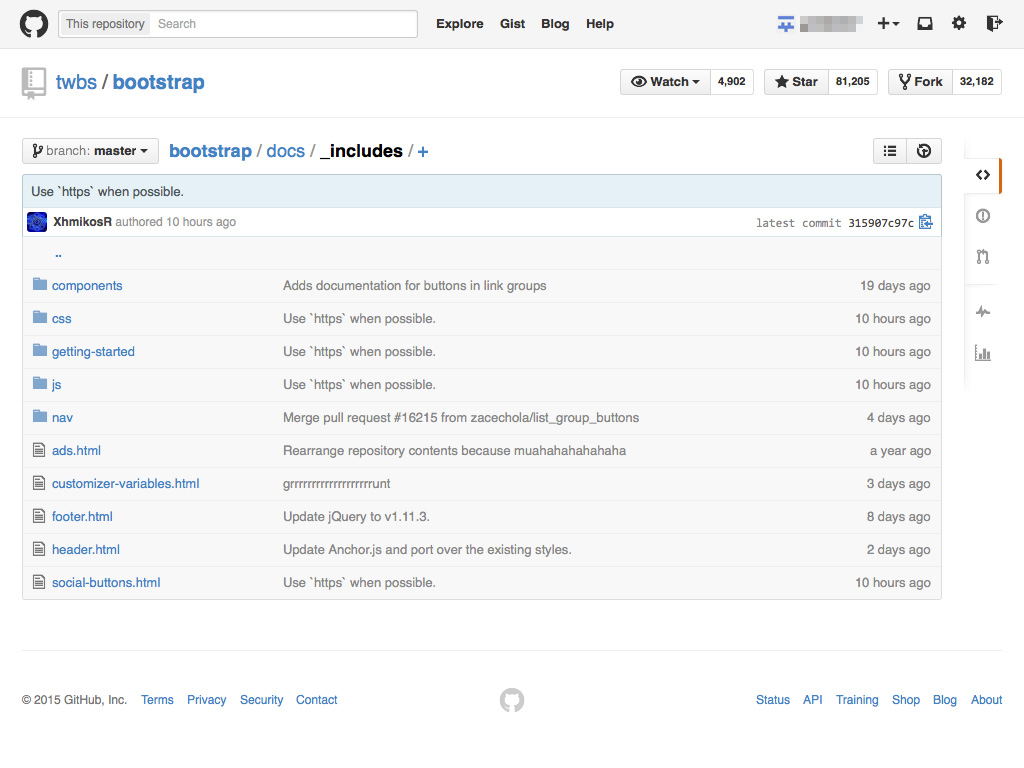 This repository Search Explore Gist Blog Help
twbs / bootstrap Watch 4,902 Star 81,205 Fork 32,182
branch: master bootstrap / docs / _includes / +
Use `https` when possible.
XhmikosR authored 10 hours ago latest commit 315907c97c
..
components Adds documentation for buttons in link groups 19 days ago
css Use `https` when possible. 10 hours ago
getting-started Use `https` when possible. 10 hours ago
js Use `https` when possible. 10 hours ago
nav Merge pull request #16215 from zacechola/list_group_buttons 4 days ago
ads.html Rearrange repository contents because muahahahahahaha a year ago
customizer-variables.html grrrrrrrrrrrrrrrrrrrunt 3 days ago
footer.html Update jQuery to v1.11.3. 8 days ago
header.html Update Anchor.js and port over the existing styles. 2 days ago
social-buttons.html Use `https` when possible. 10 hours ago
© 2015 GitHub, Inc. Terms Privacy Security Contact Status API Training Shop Blog About